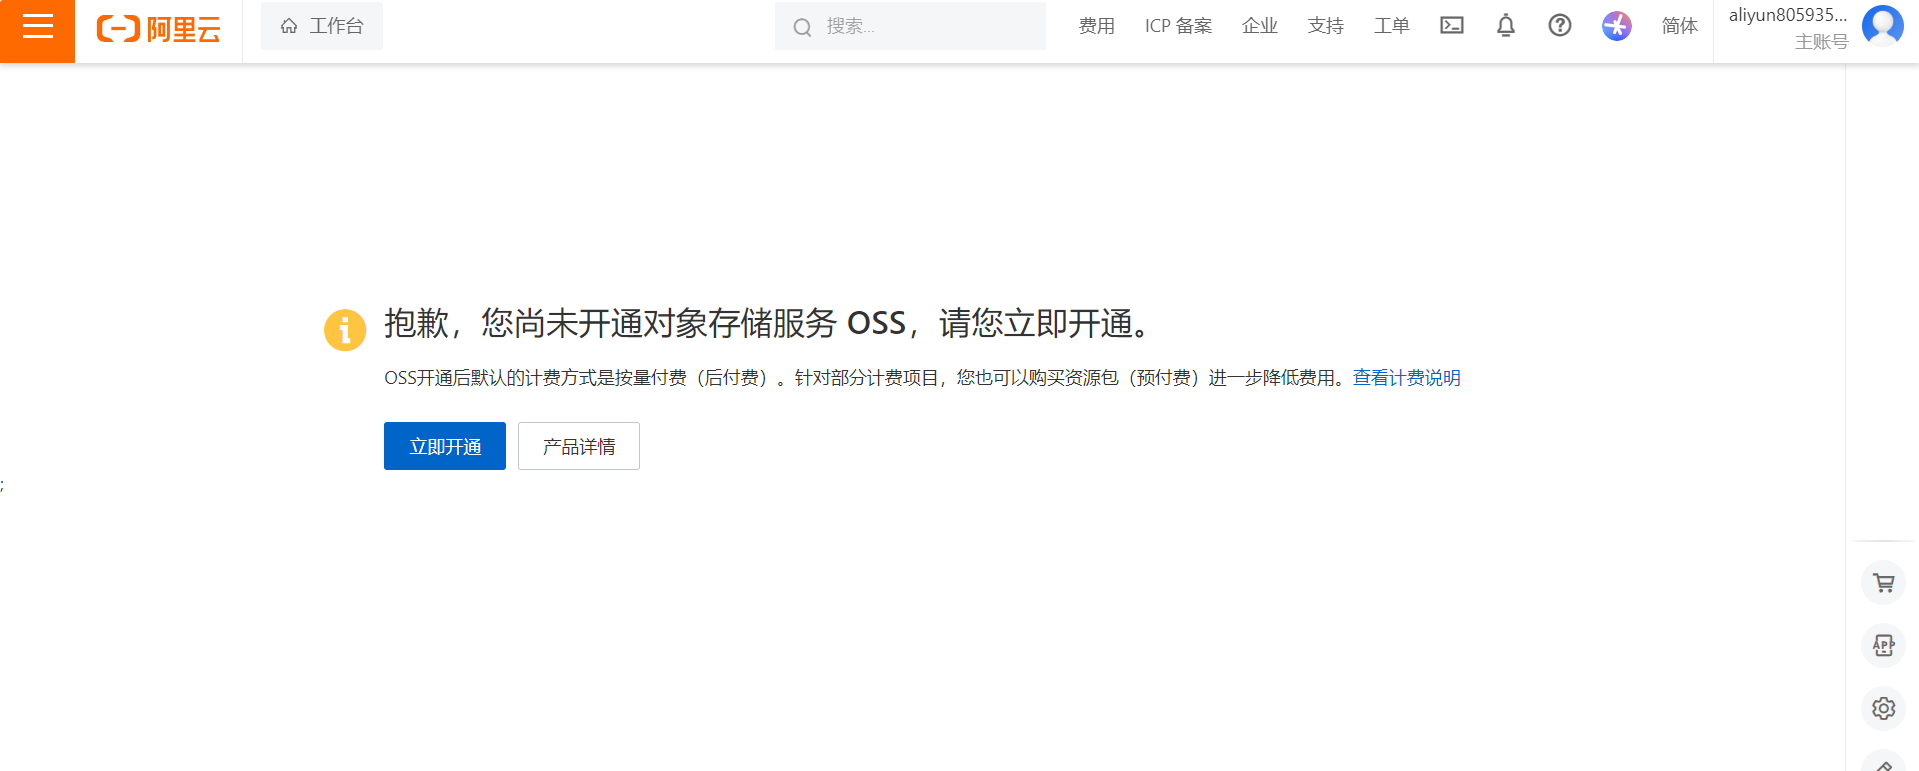 阿里云
工作台
搜索...
费用
ICP 备案
企业
支持
工单
简体
aliyun805935...
主账号
抱歉，您尚未开通对象存储服务 OSS，请您立即开通。
OSS开通后默认的计费方式是按量付费（后付费）。针对部分计费项目，您也可以购买资源包（预付费）进一步降低费用。查看计费说明
立即开通
产品详情
;
APP